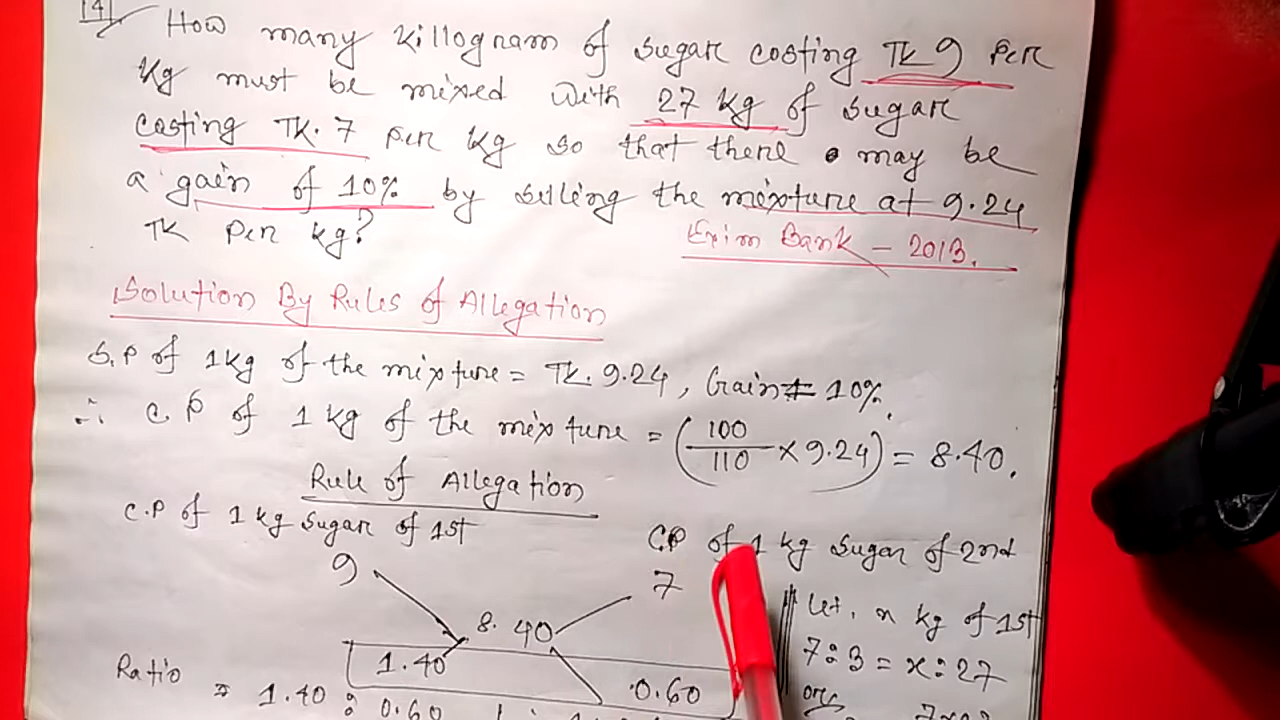 14
How many killogram of sugar costing TK 9 Per
Kg must be mixed with 27 kg of sugar
costing TK. 7 per kg so that there may be
a gain of 10% by silling the mixture at 9.24
TK per kg?
Exim Bank - 2013.
Solution By Rules of Allegation
S.P of 1kg of the mixture = TK. 9.24, Gain = 10%.
∴ C.P of 1 kg of the mixture = (100/110 × 9.24) = 8.40.
Rule of Allegation
C.P of 1 kg sugar of 1st
C.P of 1 kg sugar of 2nd
9
7
8.40
1.40
0.60
Let, x kg of 1st
7:3 = x:27
or,
Ratio = 1.40 : 0.60